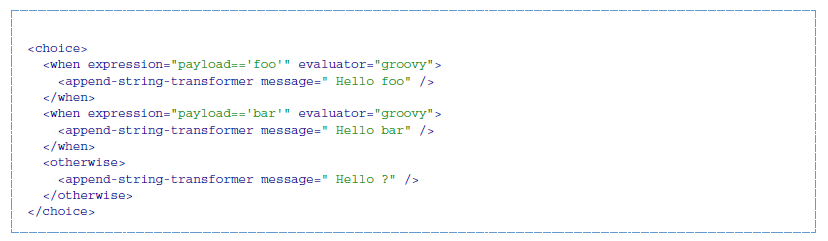 <choice>
  <when expression="payload=='foo'" evaluator="groovy">
    <append-string-transformer message=" Hello foo" />
  </when>
  <when expression="payload=='bar'" evaluator="groovy">
    <append-string-transformer message=" Hello bar" />
  </when>
  <otherwise>
    <append-string-transformer message=" Hello ?" />
  </otherwise>
</choice>